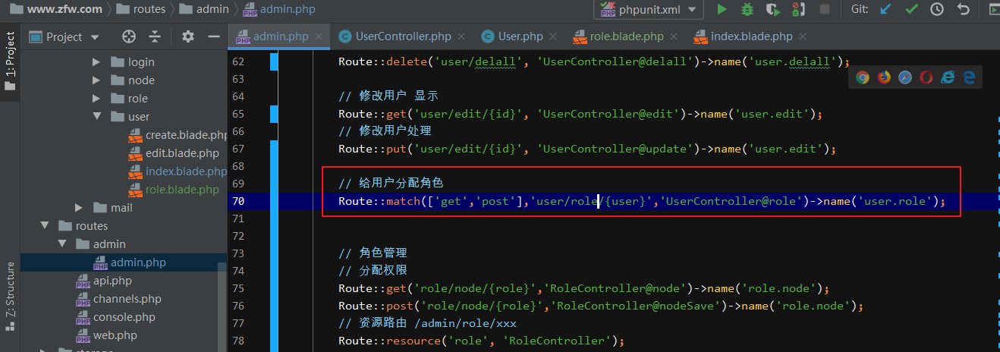 www.zfw.com routes admin admin.php phpunit.xml Git:
Project admin.php UserController.php User.php role.blade.php index.blade.php
1: Project
login
node
role
user
create.blade.php
edit.blade.php
index.blade.php
role.blade.php
mail
routes
admin
admin.php
api.php
channels.php
console.php
web.php
Z: Structure
62 Route::delete('user/delall', 'UserController@delall')->name('user.delall');
63
64 // 修改用户 显示
65 Route::get('user/edit/{id}', 'UserController@edit')->name('user.edit');
66 // 修改用户处理
67 Route::put('user/edit/{id}', 'UserController@update')->name('user.edit');
68
69 // 给用户分配角色
70 Route::match(['get','post'],'user/role/{user}','UserController@role')->name('user.role');
71
72
73 // 角色管理
74 // 分配权限
75 Route::get('role/node/{role}','RoleController@node')->name('role.node');
76 Route::post('role/node/{role}','RoleController@nodeSave')->name('role.node');
77 // 资源路由 /admin/role/xxx
78 Route::resource('role', 'RoleController');